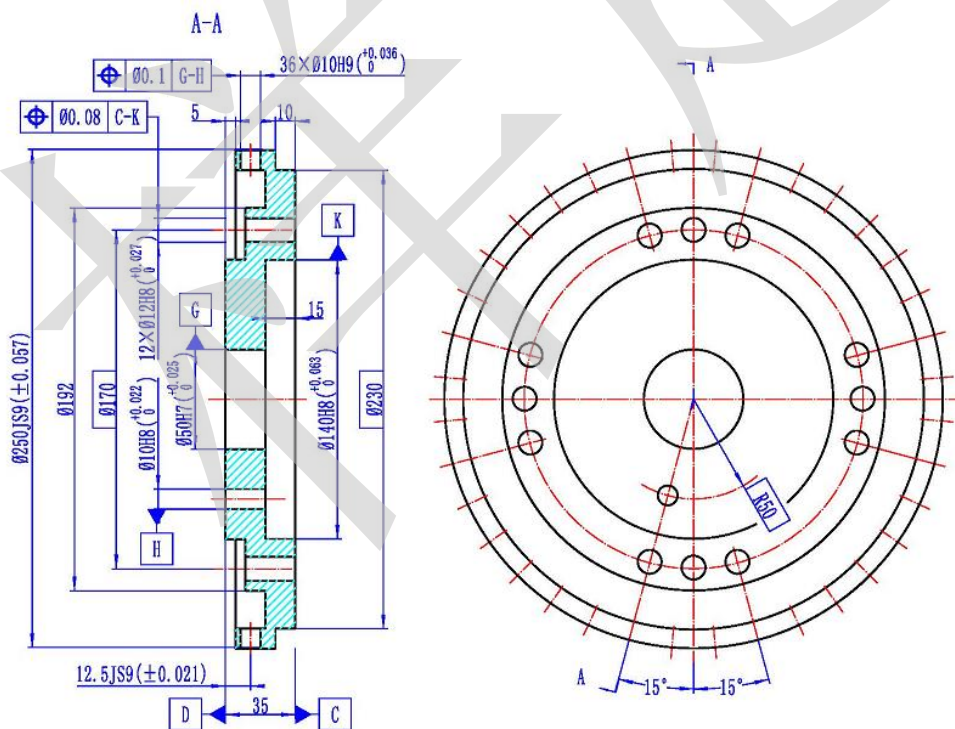 A-A
⌖ Ø0.1 G-H
36×Ø10H9(+0.036 0)
⌖ Ø0.08 C-K
5
10
A
K
Ø250JS9(±0.057)
Ø192
Ø170
Ø10H8(+0.022 0)
12×Ø12H8(+0.027 0)
G
Ø50H7(+0.025 0)
15
Ø140H8(+0.063 0)
Ø230
R50
H
12.5JS9(±0.021)
A
15°
15°
D
35
C